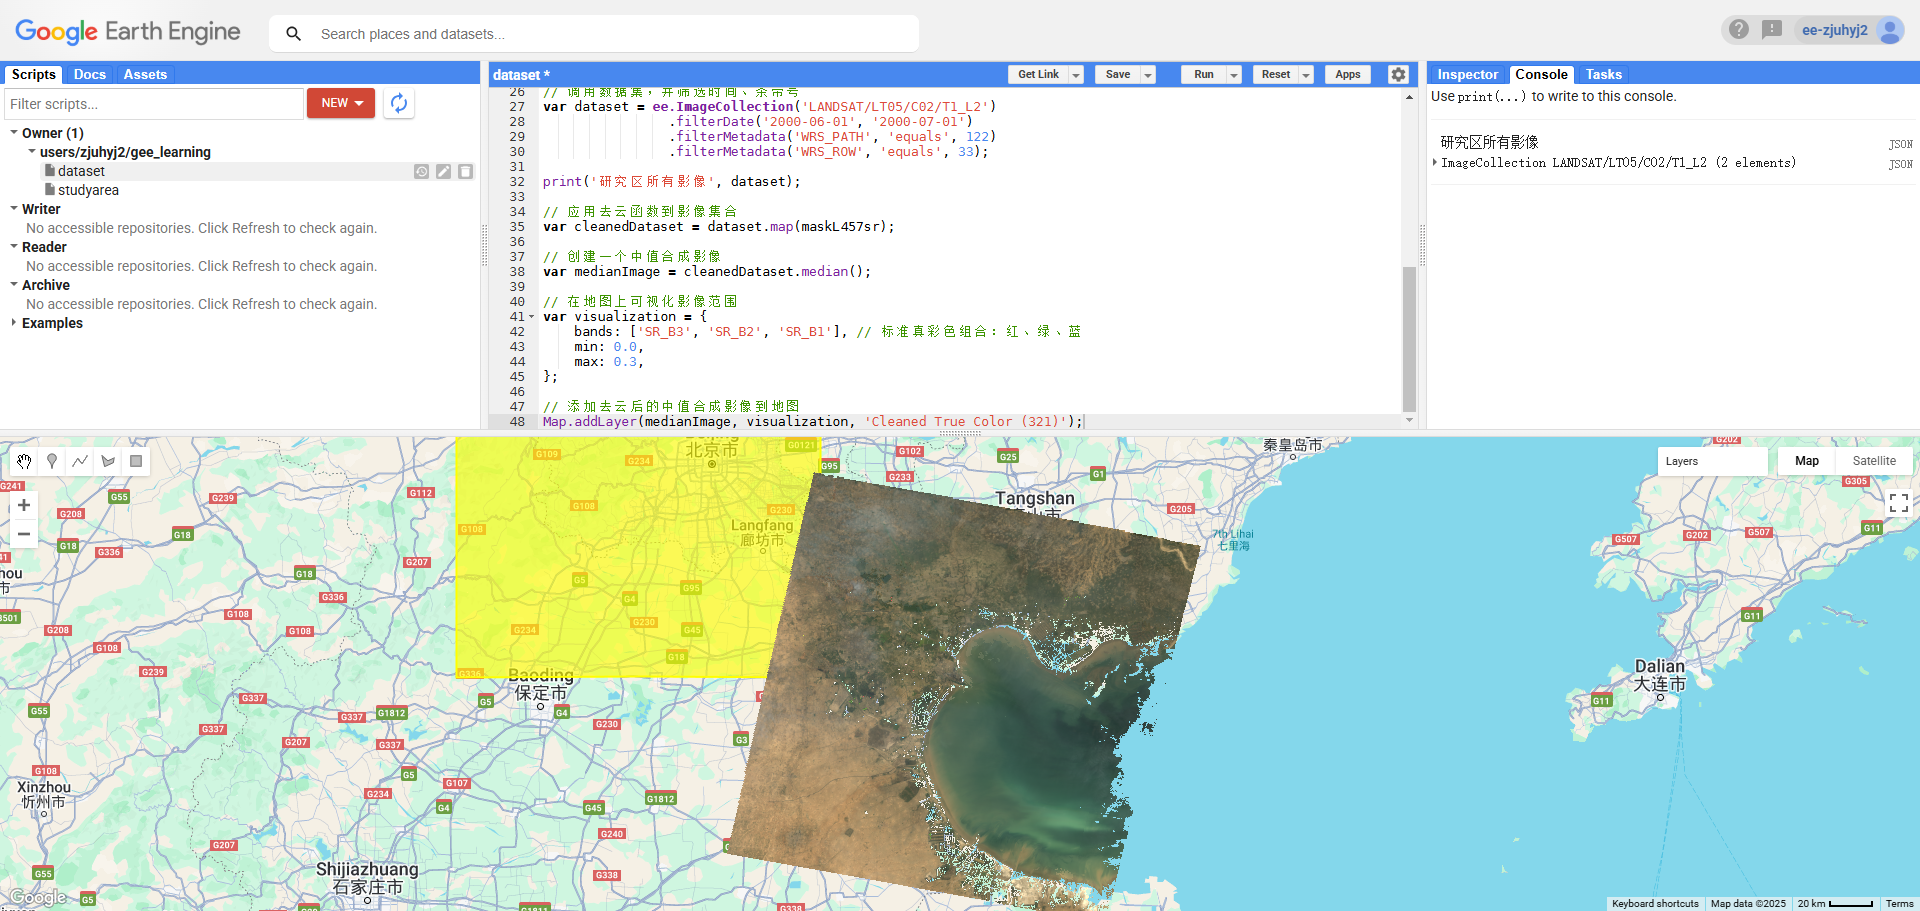 Google Earth Engine
Search places and datasets...
ee-zjuhyj2
Scripts Docs Assets
Filter scripts...
NEW
Owner (1)
users/zjuhyj2/gee_learning
dataset
studyarea
Writer
No accessible repositories. Click Refresh to check again.
Reader
No accessible repositories. Click Refresh to check again.
Archive
No accessible repositories. Click Refresh to check again.
Examples
dataset *
Get Link Save Run Reset Apps
26 // 调用数据集，并筛选时间、条带号
27 var dataset = ee.ImageCollection('LANDSAT/LT05/C02/T1_L2')
28 .filterDate('2000-06-01', '2000-07-01')
29 .filterMetadata('WRS_PATH', 'equals', 122)
30 .filterMetadata('WRS_ROW', 'equals', 33);
31
32 print('研究区所有影像', dataset);
33
34 // 应用去云函数到影像集合
35 var cleanedDataset = dataset.map(maskL457sr);
36
37 // 创建一个中值合成影像
38 var medianImage = cleanedDataset.median();
39
40 // 在地图上可视化影像范围
41 var visualization = {
42 bands: ['SR_B3', 'SR_B2', 'SR_B1'], // 标准真彩色组合：红、绿、蓝
43 min: 0.0,
44 max: 0.3,
45 };
46
47 // 添加去云后的中值合成影像到地图
48 Map.addLayer(medianImage, visualization, 'Cleaned True Color (321)');
Inspector Console Tasks
Use print(...) to write to this console.
研究区所有影像
JSON
ImageCollection LANDSAT/LT05/C02/T1_L2 (2 elements)
JSON
Layers
Map Satellite
北京市
G0121
G109
G234
G95
G102
G233
G25
G1
秦皇岛市
G202
G305
G241
G55
G239
G112
G208
G18
G108
G230
Tangshan
G205
7th Lihai
七里海
G11
G507
G202
G507
G18
G336
G108
Langfang
廊坊市
G207
G18
G5
G95
G336
G4
G108
G230
G45
G234
G108
G208
G108
G18
G239
Baoding
保定市
G11
Dalian
大连市
G11
G337
G5
G4
G55
G337
G1812
G337
G230
G207
G337
G3
G108
G5
G107
Xinzhou
忻州市
G234
G4
G45
G1812
G207
G240
Shijiazhuang
石家庄市
G338
G55
G5
G338
Google
Keyboard shortcuts Map data ©2025 20 km Terms